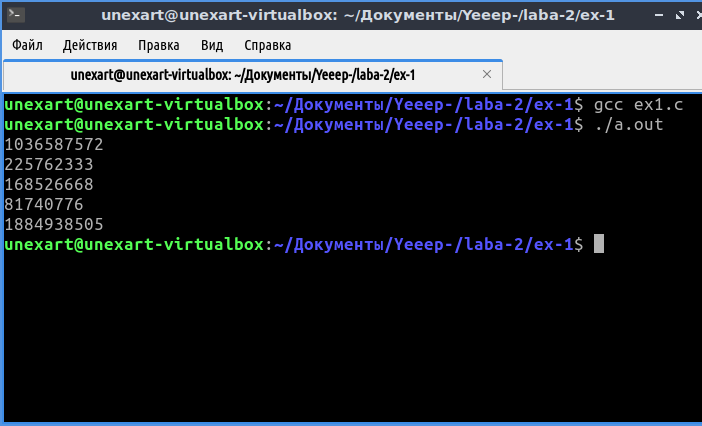 unexart@unexart-virtualbox: ~/Документы/Yeeep-/laba-2/ex-1
Файл Действия Правка Вид Справка
unexart@unexart-virtualbox: ~/Документы/Yeeep-/laba-2/ex-1
unexart@unexart-virtualbox:~/Документы/Yeeep-/laba-2/ex-1$ gcc ex1.c
unexart@unexart-virtualbox:~/Документы/Yeeep-/laba-2/ex-1$ ./a.out
1036587572
225762333
168526668
81740776
1884938505
unexart@unexart-virtualbox:~/Документы/Yeeep-/laba-2/ex-1$